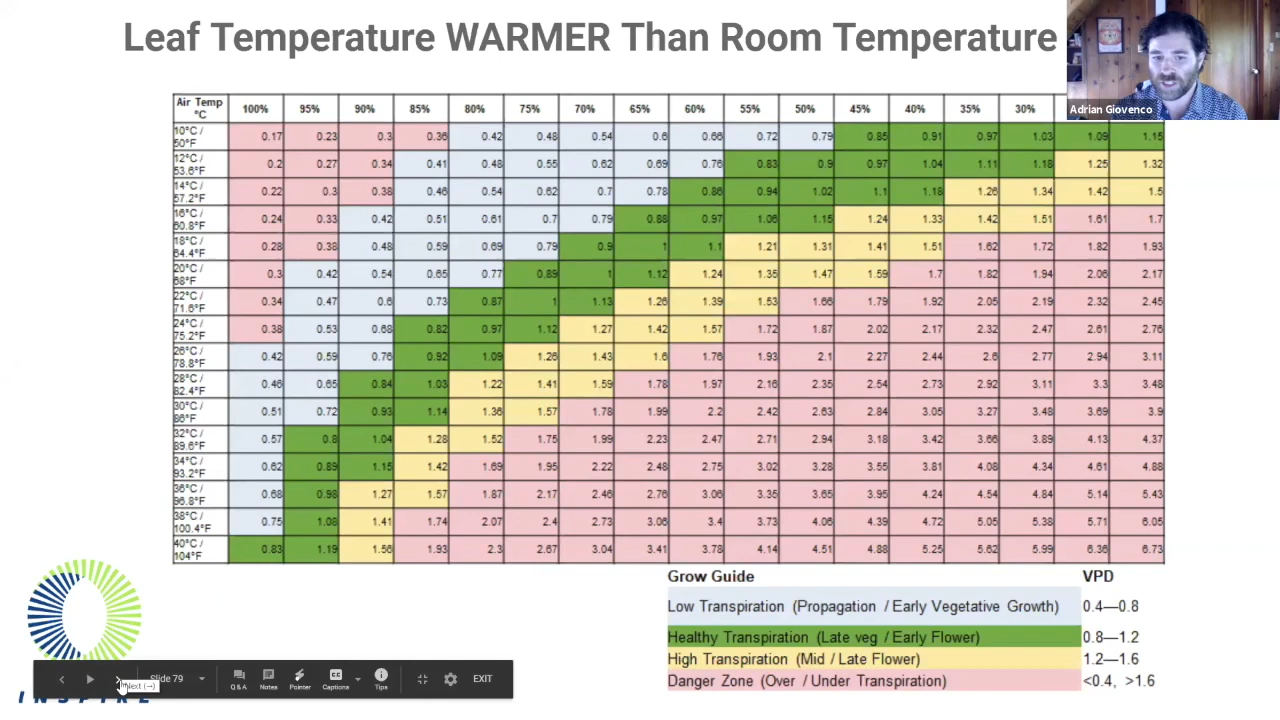 Leaf Temperature WARMER Than Room Temperature
Adrian Giovenco
Air Temp °C 100% 95% 90% 85% 80% 75% 70% 65% 60% 55% 50% 45% 40% 35% 30%
10°C / 50°F 0.17 0.23 0.3 0.36 0.42 0.48 0.54 0.6 0.66 0.72 0.79 0.85 0.91 0.97 1.03 1.09 1.15
12°C / 53.6°F 0.2 0.27 0.34 0.41 0.48 0.55 0.62 0.69 0.76 0.83 0.9 0.97 1.04 1.11 1.18 1.25 1.32
14°C / 57.2°F 0.22 0.3 0.38 0.46 0.54 0.62 0.7 0.78 0.86 0.94 1.02 1.1 1.18 1.26 1.34 1.42 1.5
16°C / 60.8°F 0.24 0.33 0.42 0.51 0.61 0.7 0.79 0.88 0.97 1.06 1.15 1.24 1.33 1.42 1.51 1.61 1.7
18°C / 64.4°F 0.28 0.38 0.48 0.59 0.69 0.79 0.9 1 1.1 1.21 1.31 1.41 1.51 1.62 1.72 1.82 1.93
20°C / 68°F 0.3 0.42 0.54 0.65 0.77 0.89 1 1.12 1.24 1.35 1.47 1.59 1.7 1.82 1.94 2.06 2.17
22°C / 71.6°F 0.34 0.47 0.6 0.73 0.87 1 1.13 1.26 1.39 1.53 1.66 1.79 1.92 2.05 2.19 2.32 2.45
24°C / 75.2°F 0.38 0.53 0.68 0.82 0.97 1.12 1.27 1.42 1.57 1.72 1.87 2.02 2.17 2.32 2.47 2.61 2.76
26°C / 78.8°F 0.42 0.59 0.76 0.92 1.09 1.26 1.43 1.6 1.76 1.93 2.1 2.27 2.44 2.6 2.77 2.94 3.11
28°C / 82.4°F 0.46 0.65 0.84 1.03 1.22 1.41 1.59 1.78 1.97 2.16 2.35 2.54 2.73 2.92 3.11 3.3 3.48
30°C / 86°F 0.51 0.72 0.93 1.14 1.36 1.57 1.78 1.99 2.2 2.42 2.63 2.84 3.05 3.27 3.48 3.69 3.9
32°C / 89.6°F 0.57 0.8 1.04 1.28 1.52 1.75 1.99 2.23 2.47 2.71 2.94 3.18 3.42 3.66 3.89 4.13 4.37
34°C / 93.2°F 0.62 0.89 1.15 1.42 1.69 1.95 2.22 2.48 2.75 3.02 3.28 3.55 3.81 4.08 4.34 4.61 4.88
36°C / 96.8°F 0.68 0.98 1.27 1.57 1.87 2.17 2.46 2.76 3.06 3.35 3.65 3.95 4.24 4.54 4.84 5.14 5.43
38°C / 100.4°F 0.75 1.08 1.41 1.74 2.07 2.4 2.73 3.06 3.4 3.73 4.06 4.39 4.72 5.05 5.38 5.71 6.05
40°C / 104°F 0.83 1.19 1.56 1.93 2.3 2.67 3.04 3.41 3.78 4.14 4.51 4.88 5.25 5.62 5.99 6.36 6.73
Grow Guide VPD
Low Transpiration (Propagation / Early Vegetative Growth) 0.4—0.8
Healthy Transpiration (Late veg / Early Flower) 0.8—1.2
High Transpiration (Mid / Late Flower) 1.2—1.6
Danger Zone (Over / Under Transpiration) <0.4, >1.6
Slide 79 Q&A Notes Pointer Captions Tips EXIT
Next (→)